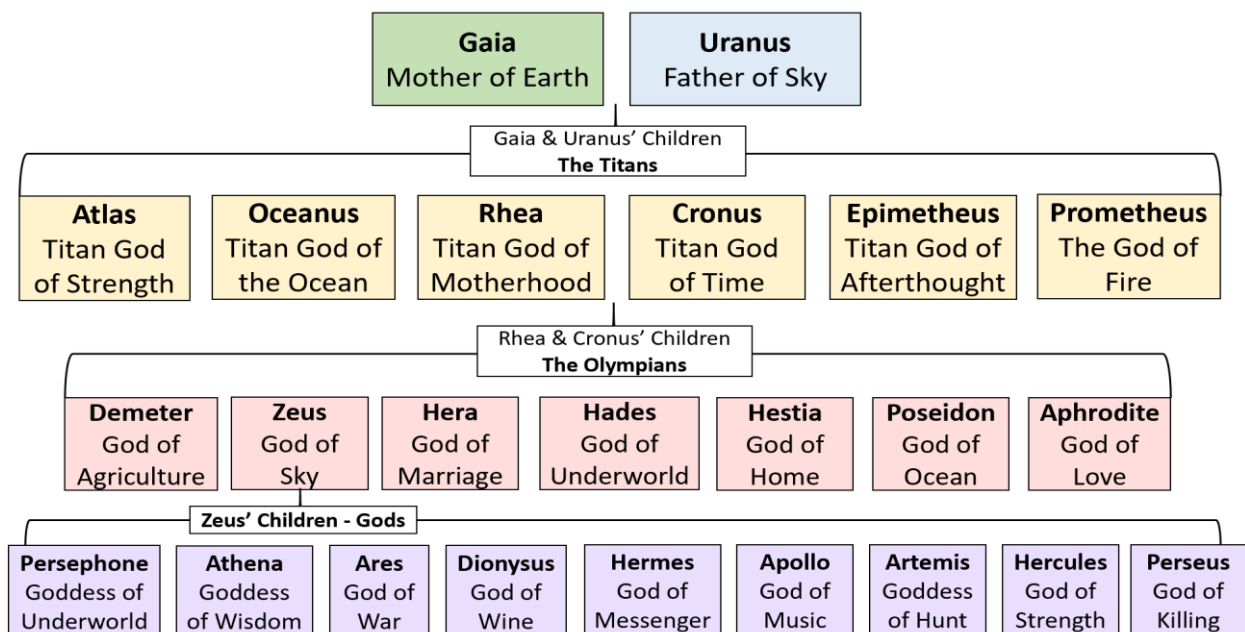 Gaia
Mother of Earth
Uranus
Father of Sky
Gaia & Uranus’ Children
The Titans
Atlas
Titan God
of Strength
Oceanus
Titan God of
the Ocean
Rhea
Titan God of
Motherhood
Cronus
Titan God
of Time
Epimetheus
Titan God of
Afterthought
Prometheus
The God of
Fire
Rhea & Cronus’ Children
The Olympians
Demeter
God of
Agriculture
Zeus
God of
Sky
Hera
God of
Marriage
Hades
God of
Underworld
Hestia
God of
Home
Poseidon
God of
Ocean
Aphrodite
God of
Love
Zeus’ Children - Gods
Persephone
Goddess of
Underworld
Athena
Goddess
of Wisdom
Ares
God of
War
Dionysus
God of
Wine
Hermes
God of
Messenger
Apollo
God of
Music
Artemis
Goddess
of Hunt
Hercules
God of
Strength
Perseus
God of
Killing